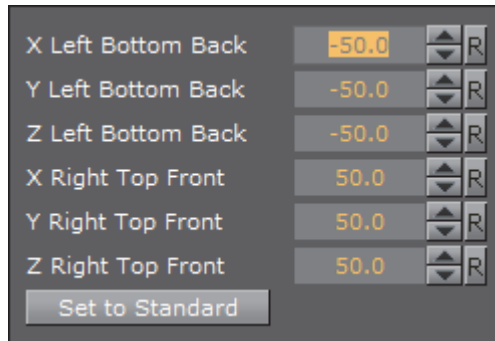 X Left Bottom Back -50.0 R
Y Left Bottom Back -50.0 R
Z Left Bottom Back -50.0 R
X Right Top Front 50.0 R
Y Right Top Front 50.0 R
Z Right Top Front 50.0 R
Set to Standard